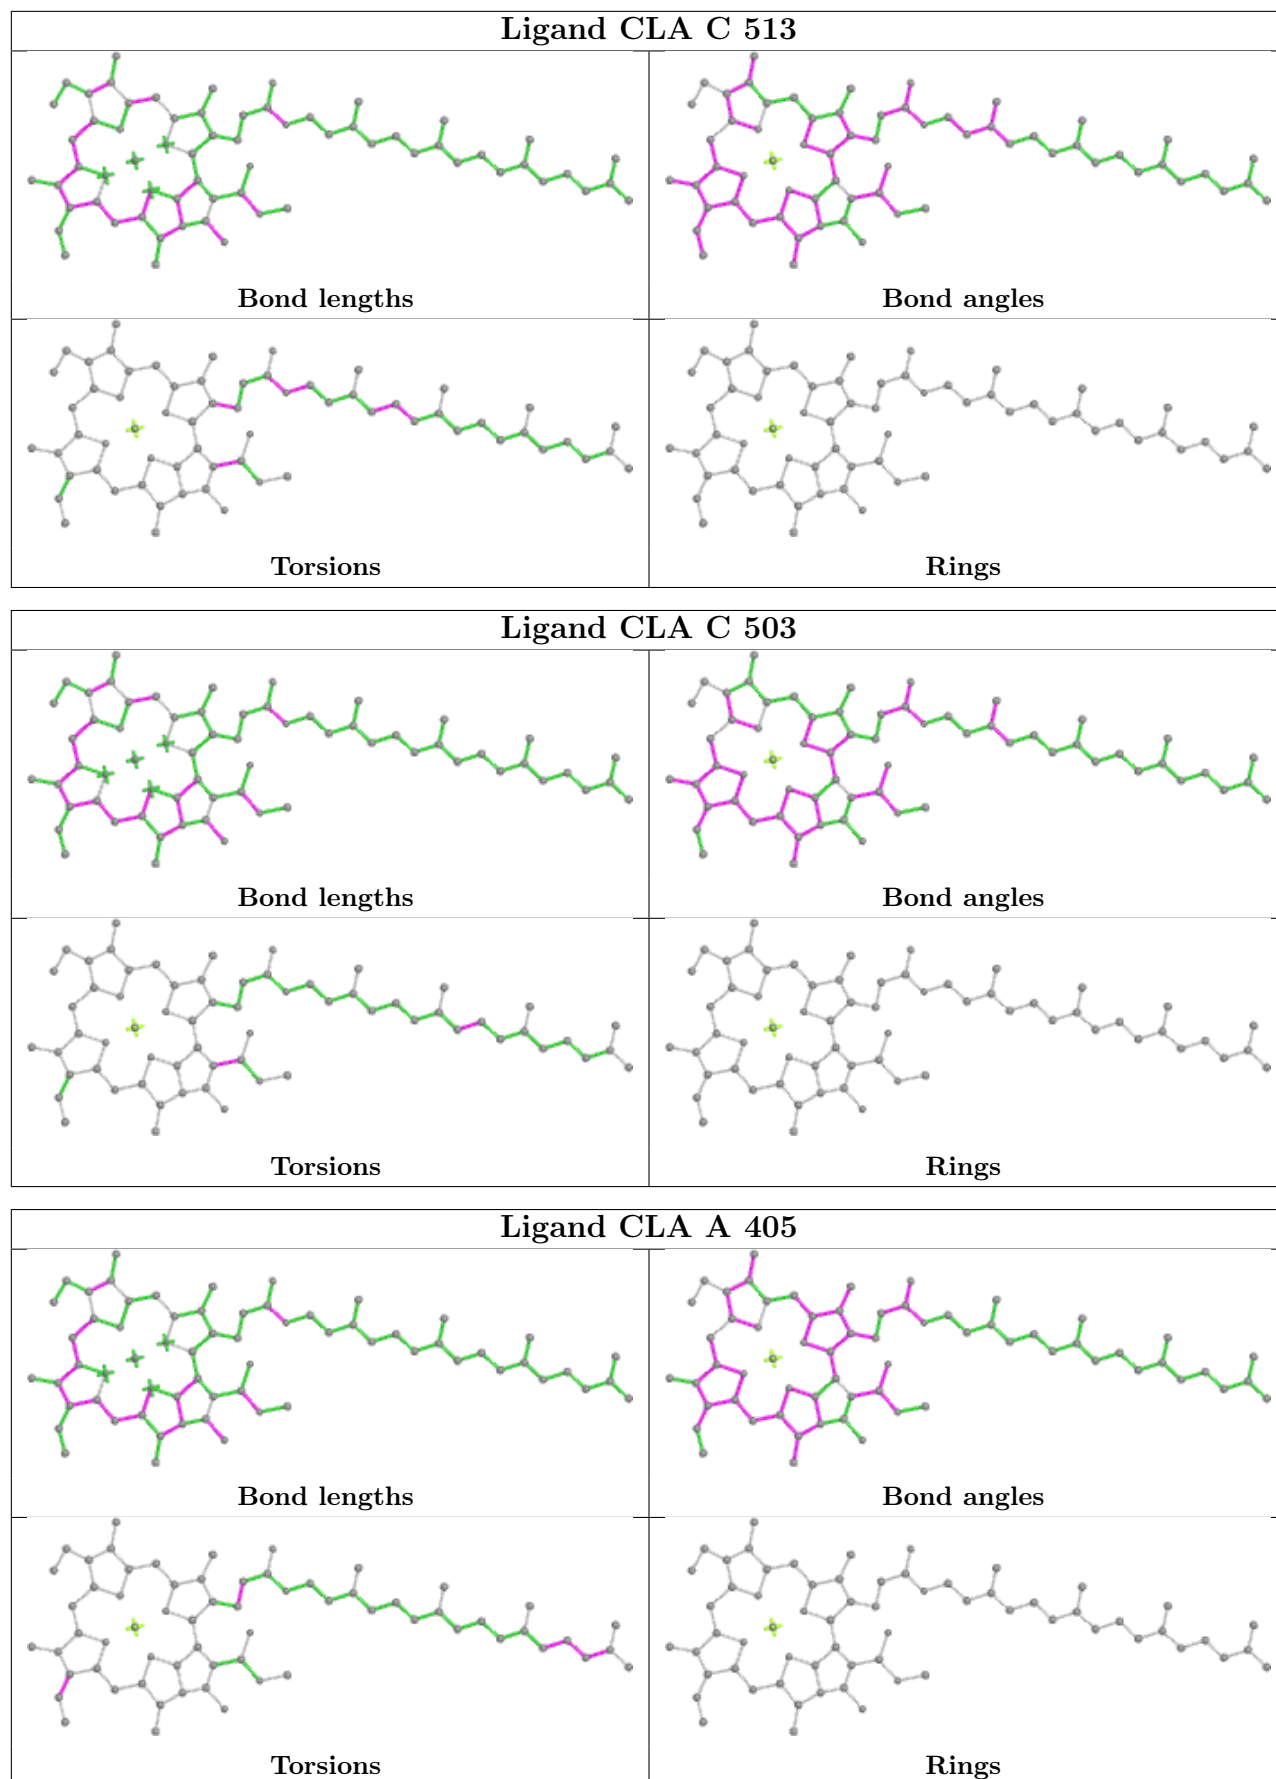 Ligand CLA C 513
Bond lengths
Bond angles
Torsions
Rings
Ligand CLA C 503
Bond lengths
Bond angles
Torsions
Rings
Ligand CLA A 405
Bond lengths
Bond angles
Torsions
Rings